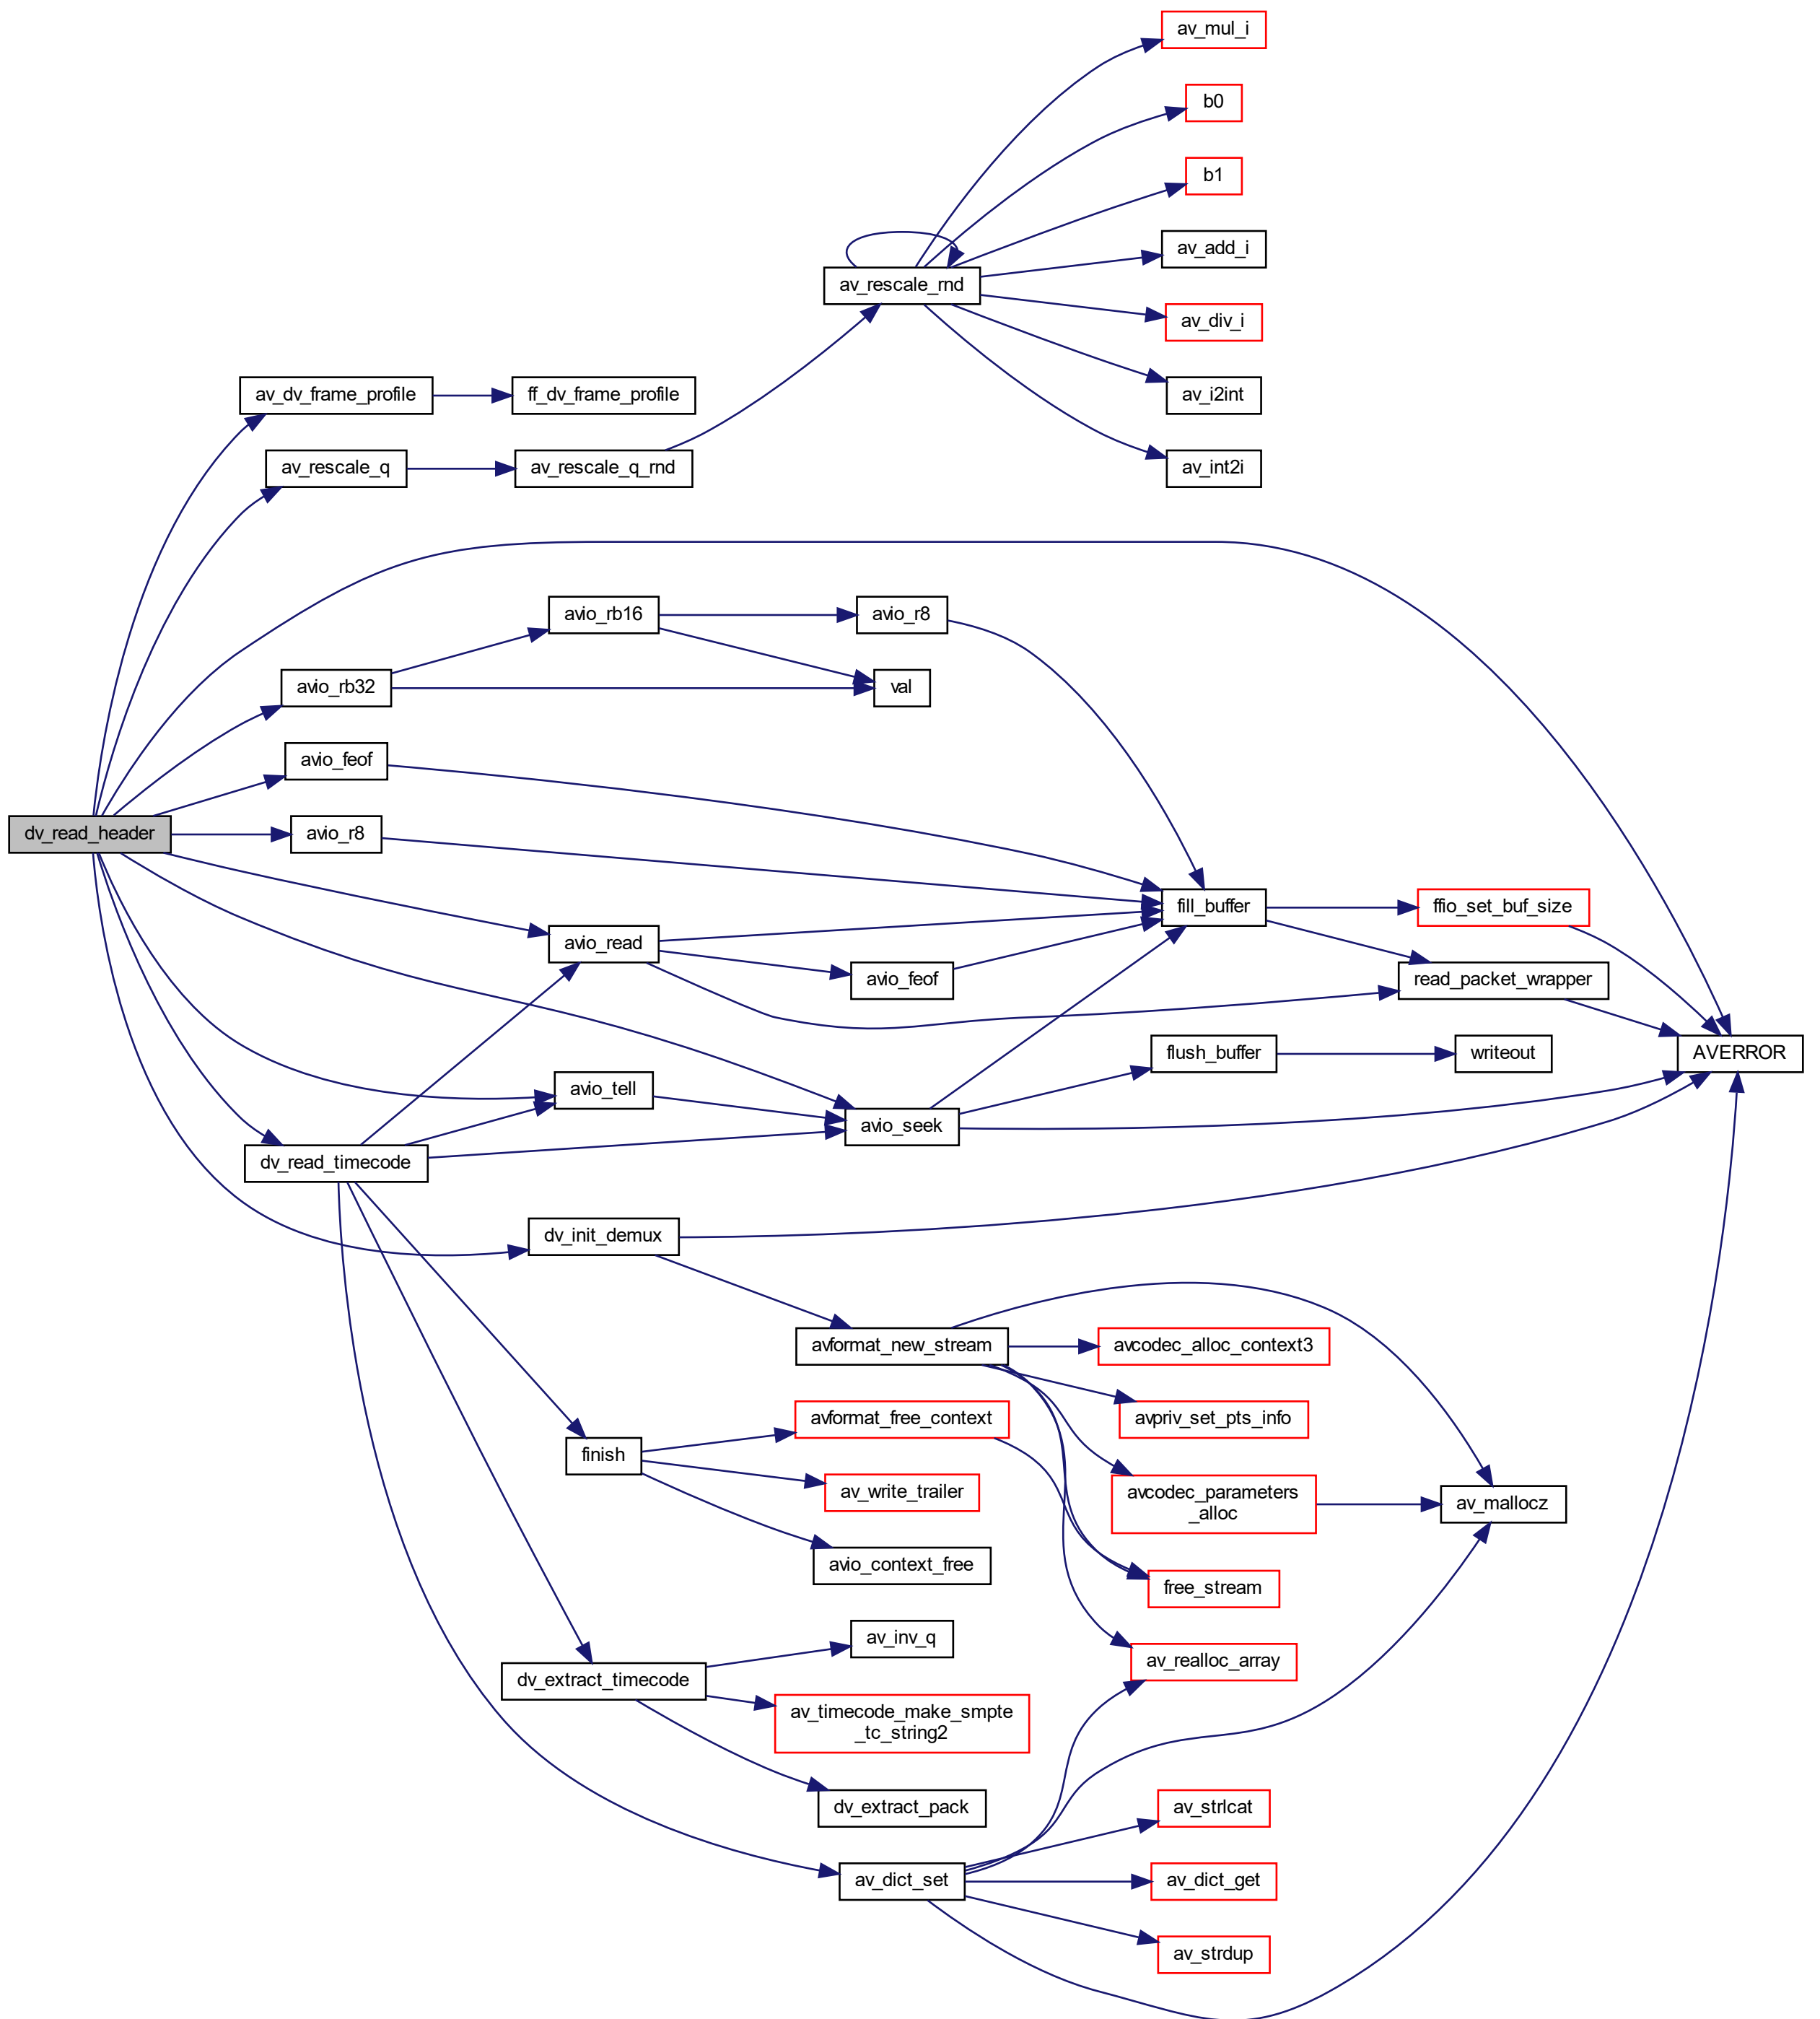 av_mul_i
b0
b1
av_add_i
av_rescale_rnd
av_div_i
av_dv_frame_profile
ff_dv_frame_profile
av_i2int
av_rescale_q
av_rescale_q_rnd
av_int2i
avio_rb16
avio_r8
avio_rb32
val
avio_feof
dv_read_header
avio_r8
fill_buffer
ffio_set_buf_size
avio_read
avio_feof
read_packet_wrapper
flush_buffer
writeout
AVERROR
avio_tell
avio_seek
dv_read_timecode
dv_init_demux
avformat_new_stream
avcodec_alloc_context3
avformat_free_context
avpriv_set_pts_info
finish
av_write_trailer
avcodec_parameters
_alloc
av_mallocz
avio_context_free
free_stream
av_inv_q
av_realloc_array
dv_extract_timecode
av_timecode_make_smpte
_tc_string2
dv_extract_pack
av_strlcat
av_dict_set
av_dict_get
av_strdup